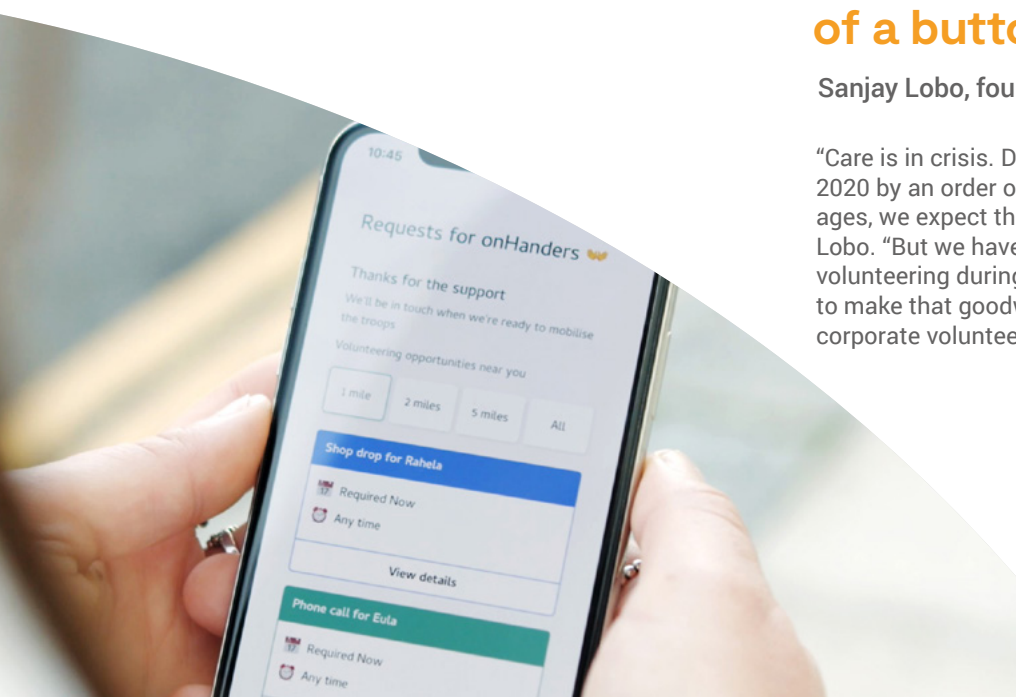 of a butto
Sanjay Lobo, fou
“Care is in crisis. D
2020 by an order o
ages, we expect th
Lobo. “But we have
volunteering during
to make that goodw
corporate voluntee
10:45
Requests for onHanders
Thanks for the support
We'll be in touch when we're ready to mobilise
the troops
Volunteering opportunities near you
1 mile 2 miles 5 miles All
Shop drop for Rahela
17 Required Now
Any time
View details
Phone call for Eula
17 Required Now
Any time